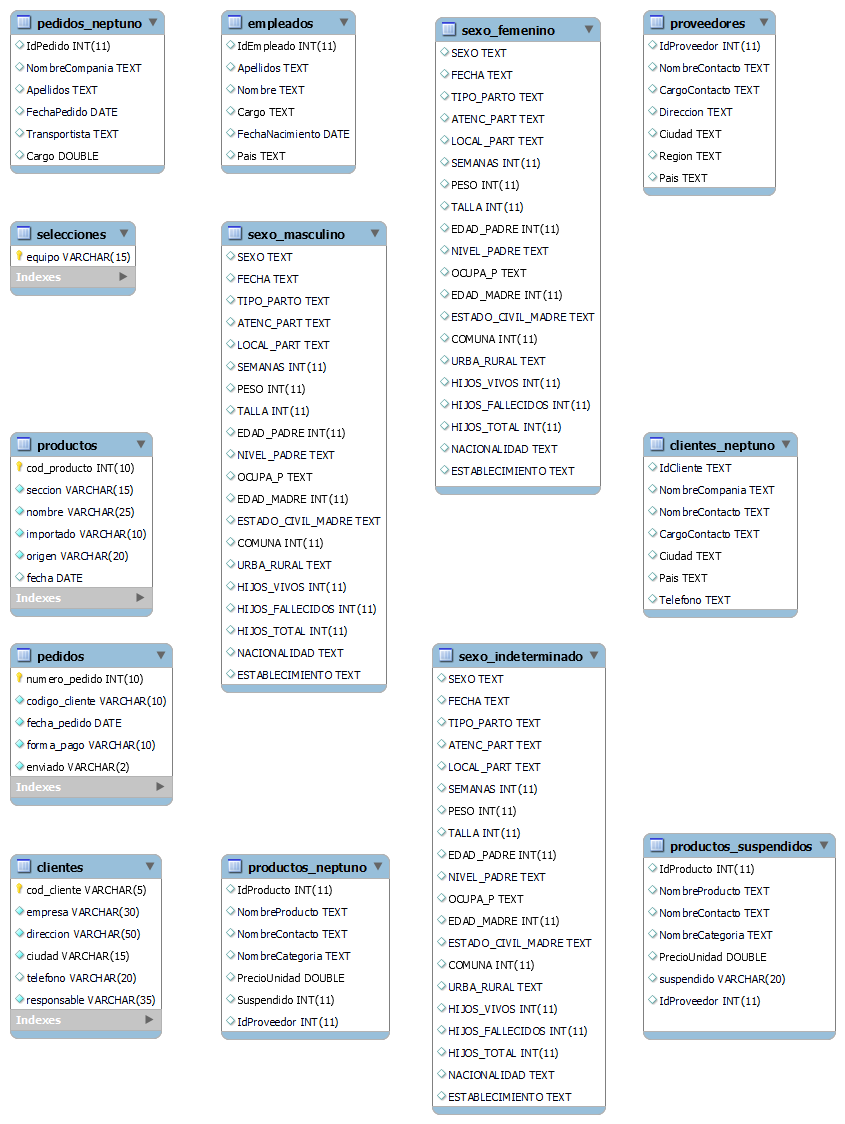 pedidos_neptuno
IdPedido INT(11)
NombreCompania TEXT
Apellidos TEXT
FechaPedido DATE
Transportista TEXT
Cargo DOUBLE
empleados
IdEmpleado INT(11)
Apellidos TEXT
Nombre TEXT
Cargo TEXT
FechaNacimiento DATE
Pais TEXT
sexo_femenino
SEXO TEXT
FECHA TEXT
TIPO_PARTO TEXT
ATENC_PART TEXT
LOCAL_PART TEXT
SEMANAS INT(11)
PESO INT(11)
TALLA INT(11)
EDAD_PADRE INT(11)
NIVEL_PADRE TEXT
OCUPA_P TEXT
EDAD_MADRE INT(11)
ESTADO_CIVIL_MADRE TEXT
COMUNA INT(11)
URBA_RURAL TEXT
HIJOS_VIVOS INT(11)
HIJOS_FALLECIDOS INT(11)
HIJOS_TOTAL INT(11)
NACIONALIDAD TEXT
ESTABLECIMIENTO TEXT
proveedores
IdProveedor INT(11)
NombreContacto TEXT
CargoContacto TEXT
Direccion TEXT
Ciudad TEXT
Region TEXT
Pais TEXT
selecciones
equipo VARCHAR(15)
Indexes
sexo_masculino
SEXO TEXT
FECHA TEXT
TIPO_PARTO TEXT
ATENC_PART TEXT
LOCAL_PART TEXT
SEMANAS INT(11)
PESO INT(11)
TALLA INT(11)
EDAD_PADRE INT(11)
NIVEL_PADRE TEXT
OCUPA_P TEXT
EDAD_MADRE INT(11)
ESTADO_CIVIL_MADRE TEXT
COMUNA INT(11)
URBA_RURAL TEXT
HIJOS_VIVOS INT(11)
HIJOS_FALLECIDOS INT(11)
HIJOS_TOTAL INT(11)
NACIONALIDAD TEXT
ESTABLECIMIENTO TEXT
productos
cod_producto INT(10)
seccion VARCHAR(15)
nombre VARCHAR(25)
importado VARCHAR(10)
origen VARCHAR(20)
fecha DATE
Indexes
clientes_neptuno
IdCliente TEXT
NombreCompania TEXT
NombreContacto TEXT
CargoContacto TEXT
Ciudad TEXT
Pais TEXT
Telefono TEXT
pedidos
numero_pedido INT(10)
codigo_cliente VARCHAR(10)
fecha_pedido DATE
forma_pago VARCHAR(10)
enviado VARCHAR(2)
Indexes
sexo_indeterminado
SEXO TEXT
FECHA TEXT
TIPO_PARTO TEXT
ATENC_PART TEXT
LOCAL_PART TEXT
SEMANAS INT(11)
PESO INT(11)
TALLA INT(11)
EDAD_PADRE INT(11)
NIVEL_PADRE TEXT
OCUPA_P TEXT
EDAD_MADRE INT(11)
ESTADO_CIVIL_MADRE TEXT
COMUNA INT(11)
URBA_RURAL TEXT
HIJOS_VIVOS INT(11)
HIJOS_FALLECIDOS INT(11)
HIJOS_TOTAL INT(11)
NACIONALIDAD TEXT
ESTABLECIMIENTO TEXT
clientes
cod_cliente VARCHAR(5)
empresa VARCHAR(30)
direccion VARCHAR(50)
ciudad VARCHAR(15)
telefono VARCHAR(20)
responsable VARCHAR(35)
Indexes
productos_neptuno
IdProducto INT(11)
NombreProducto TEXT
NombreContacto TEXT
NombreCategoria TEXT
PrecioUnidad DOUBLE
Suspendido INT(11)
IdProveedor INT(11)
productos_suspendidos
IdProducto INT(11)
NombreProducto TEXT
NombreContacto TEXT
NombreCategoria TEXT
PrecioUnidad DOUBLE
suspendido VARCHAR(20)
IdProveedor INT(11)